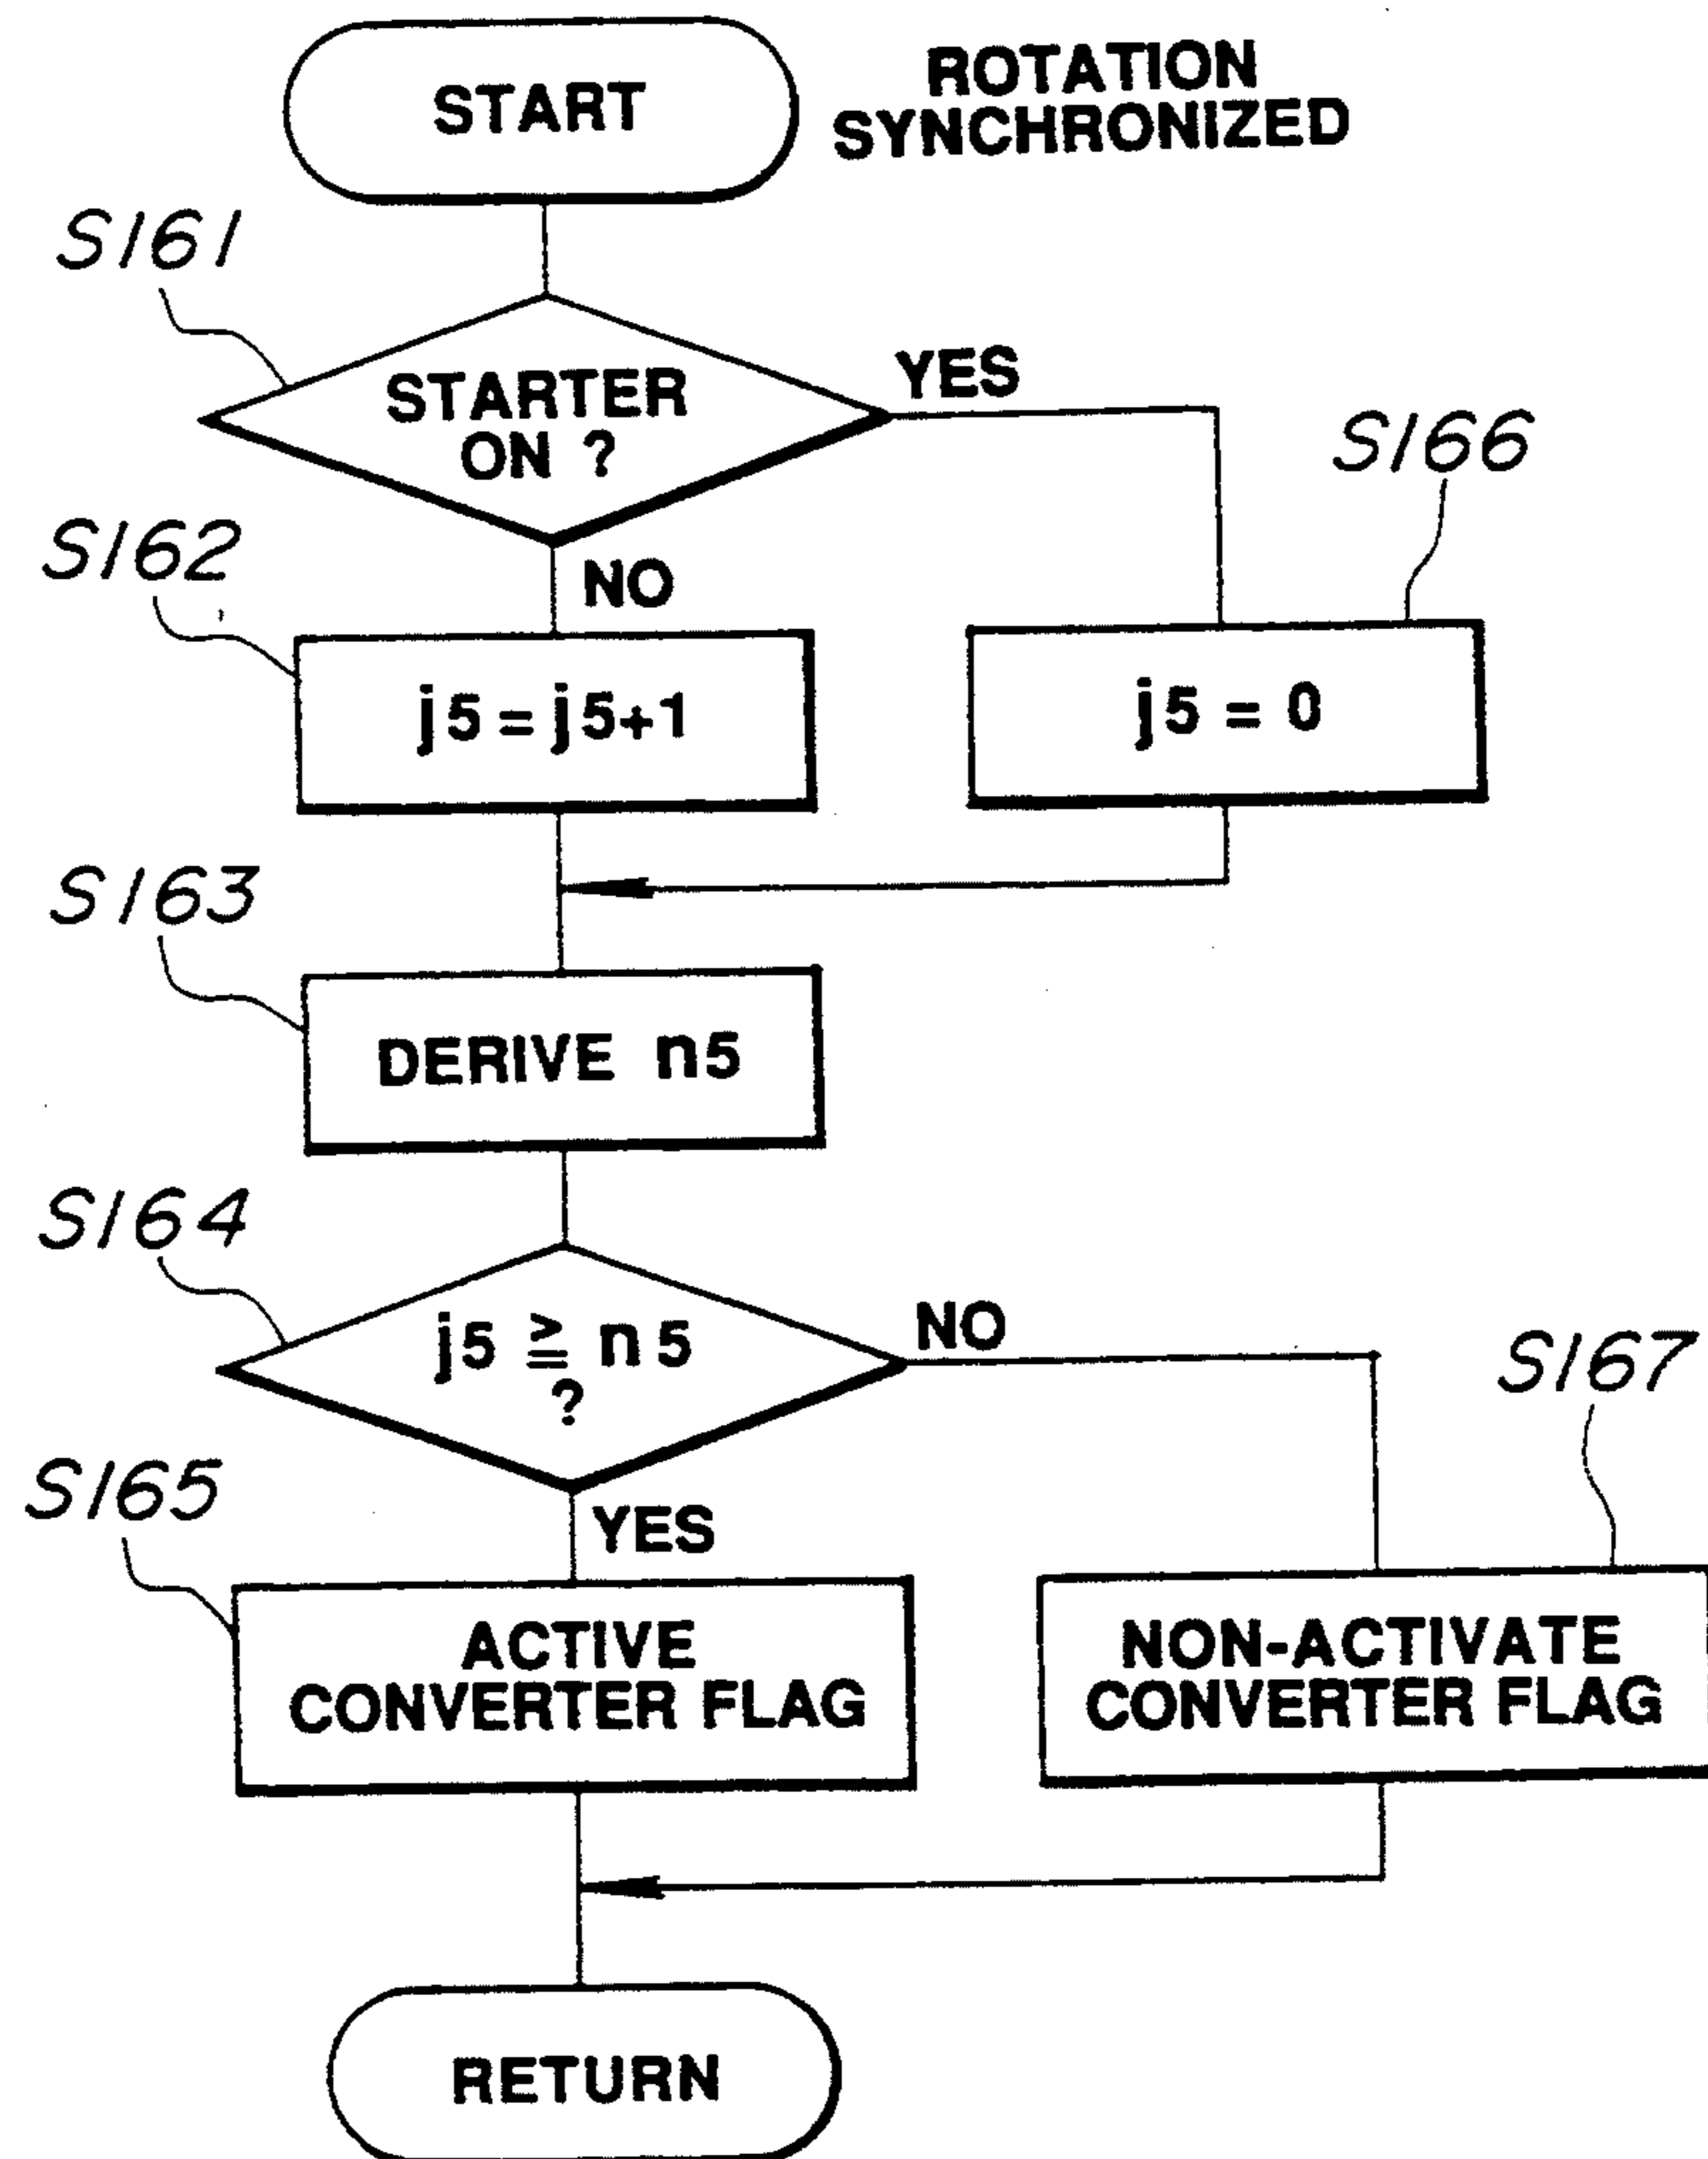 START
ROTATION
SYNCHRONIZED
S161
STARTER
ON ?
YES
S166
S162
NO
j5 = j5+1
j5 = 0
S163
DERIVE n5
S164
j5 ≧ n5
?
NO
S167
S165
YES
ACTIVE
CONVERTER FLAG
NON-ACTIVATE
CONVERTER FLAG
RETURN